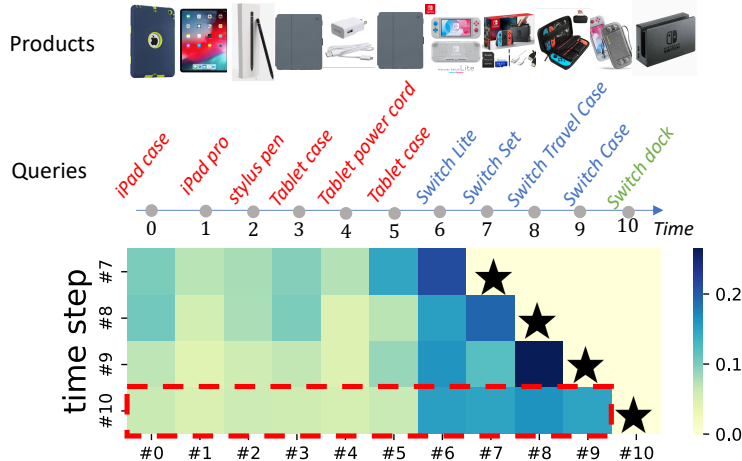 Products
Lite
Queries
iPad case
iPad pro
stylus pen
Tablet case
Tablet power cord
Tablet case
Switch Lite
Switch Set
Switch Travel Case
Switch Case
Switch dock
0 1 2 3 4 5 6 7 8 9 10 Time
time step
#7
#8
#9
#10
#0 #1 #2 #3 #4 #5 #6 #7 #8 #9 #10
0.2
0.1
0.0